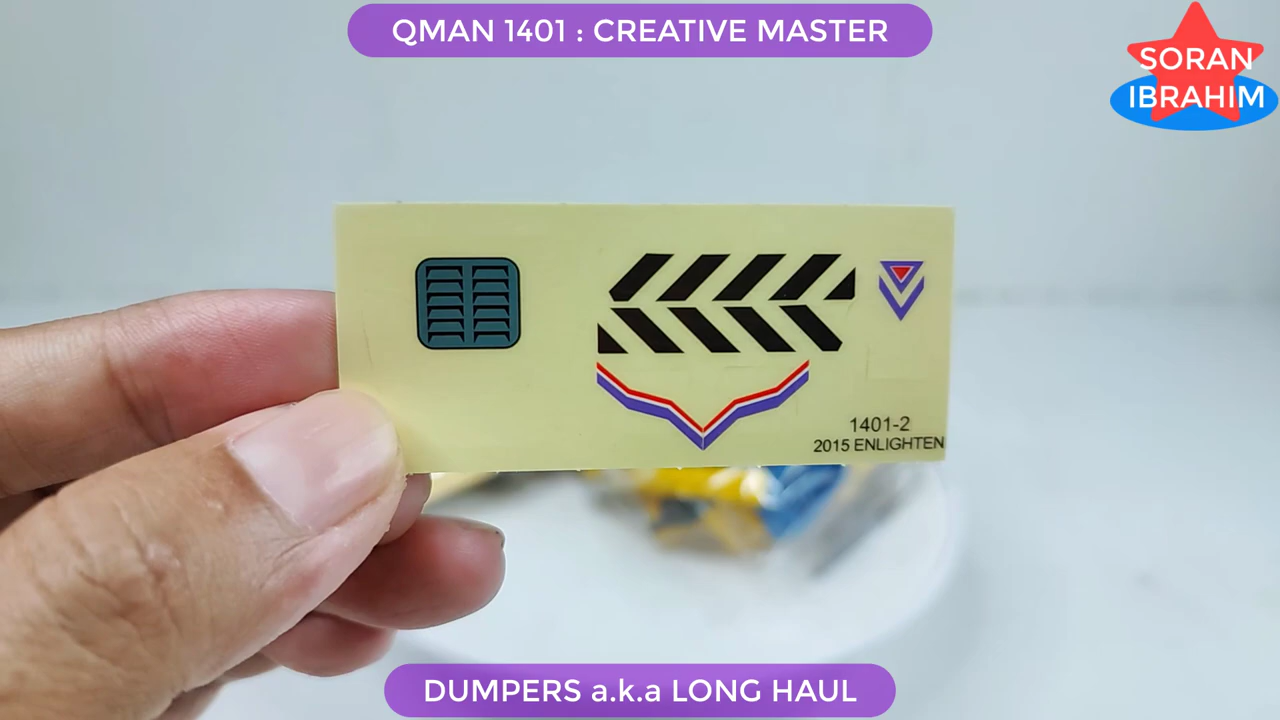 QMAN 1401 : CREATIVE MASTER
SORAN
IBRAHIM
1401-2
2015 ENLIGHTEN
DUMPERS a.k.a LONG HAUL